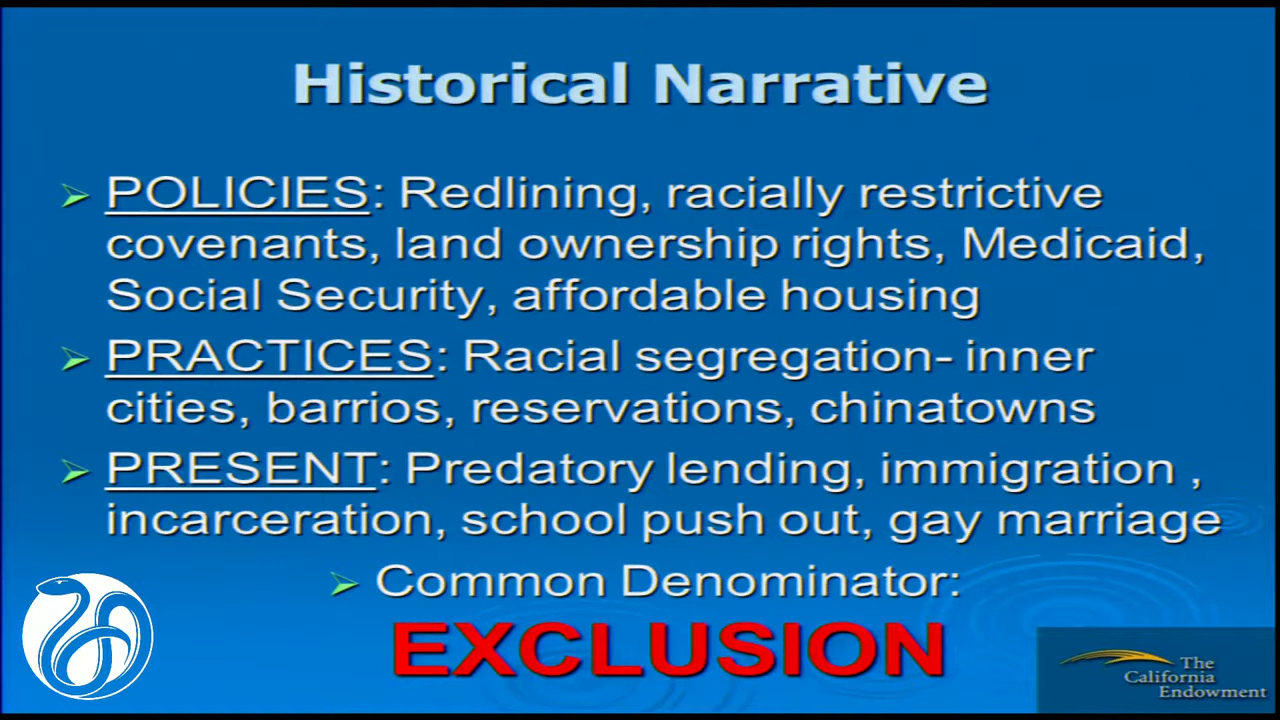 Historical Narrative
POLICIES: Redlining, racially restrictive
covenants, land ownership rights, Medicaid,
Social Security, affordable housing
PRACTICES: Racial segregation- inner
cities, barrios, reservations, chinatowns
PRESENT: Predatory lending, immigration ,
incarceration, school push out, gay marriage
Common Denominator:
EXCLUSION
The
California
Endowment